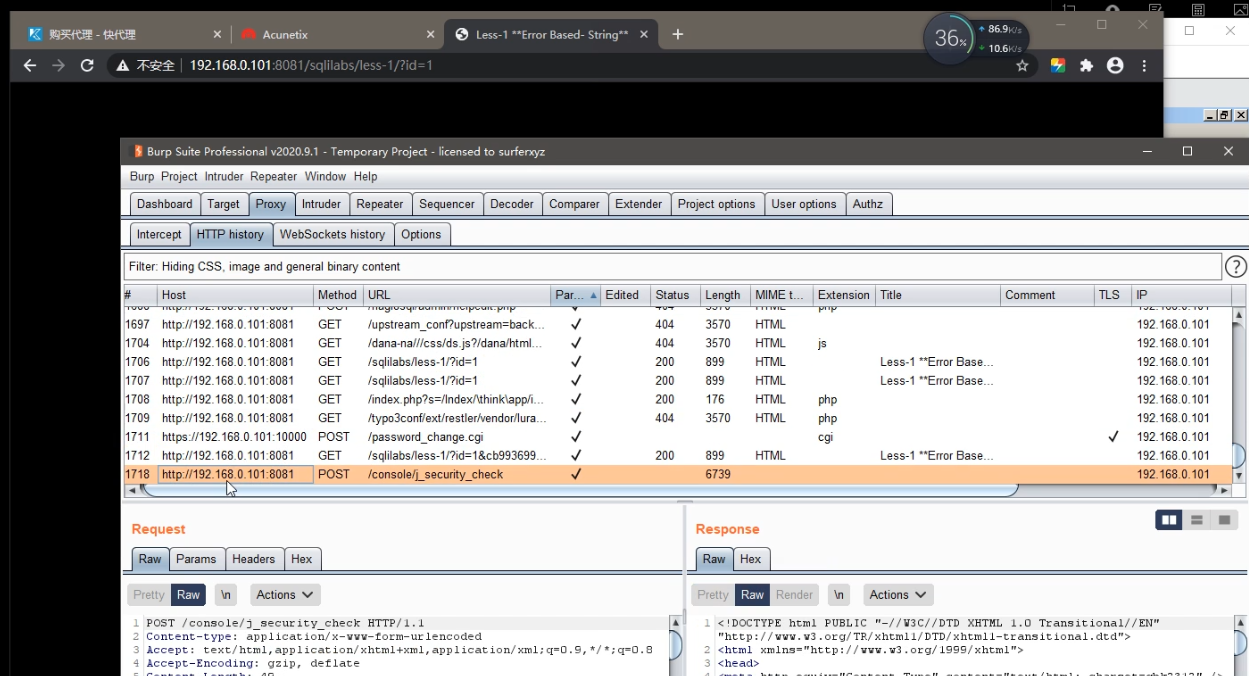 购买代理 - 快代理
Acunetix
Less-1 **Error Based- String**
36%
86.9K/s
10.6K/s
不安全 192.168.0.101:8081/sqlilabs/less-1/?id=1
Burp Suite Professional v2020.9.1 - Temporary Project - licensed to surferxyz
Burp Project Intruder Repeater Window Help
Dashboard Target Proxy Intruder Repeater Sequencer Decoder Comparer Extender Project options User options Authz
Intercept HTTP history WebSockets history Options
Filter: Hiding CSS, image and general binary content
# Host Method URL Par... Edited Status Length MIME t... Extension Title Comment TLS IP
1697 http://192.168.0.101:8081 GET /upstream_conf?upstream=back... ✓ 404 3570 HTML 192.168.0.101
1704 http://192.168.0.101:8081 GET /dana-na///css/ds.js?/dana/html... ✓ 404 3570 HTML js 192.168.0.101
1706 http://192.168.0.101:8081 GET /sqlilabs/less-1/?id=1 ✓ 200 899 HTML Less-1 **Error Base... 192.168.0.101
1707 http://192.168.0.101:8081 GET /sqlilabs/less-1/?id=1 ✓ 200 899 HTML Less-1 **Error Base... 192.168.0.101
1708 http://192.168.0.101:8081 GET /index.php?s=/Index/\think\app/i... ✓ 200 176 HTML php 192.168.0.101
1709 http://192.168.0.101:8081 GET /typo3conf/ext/restler/vendor/lura... ✓ 404 3570 HTML php 192.168.0.101
1711 https://192.168.0.101:10000 POST /password_change.cgi ✓ cgi ✓ 192.168.0.101
1712 http://192.168.0.101:8081 GET /sqlilabs/less-1/?id=1&cb993699... ✓ 200 899 HTML Less-1 **Error Base... 192.168.0.101
1718 http://192.168.0.101:8081 POST /console/j_security_check ✓ 6739 192.168.0.101
Request
Raw Params Headers Hex
Pretty Raw \n Actions
1 POST /console/j_security_check HTTP/1.1
2 Content-type: application/x-www-form-urlencoded
3 Accept: text/html,application/xhtml+xml,application/xml;q=0.9,*/*;q=0.8
4 Accept-Encoding: gzip, deflate
Response
Raw Hex
Pretty Raw Render \n Actions
1 <!DOCTYPE html PUBLIC "-//W3C//DTD XHTML 1.0 Transitional//EN"
"http://www.w3.org/TR/xhtml1/DTD/xhtml1-transitional.dtd">
2 <html xmlns="http://www.w3.org/1999/xhtml">
3 <head>